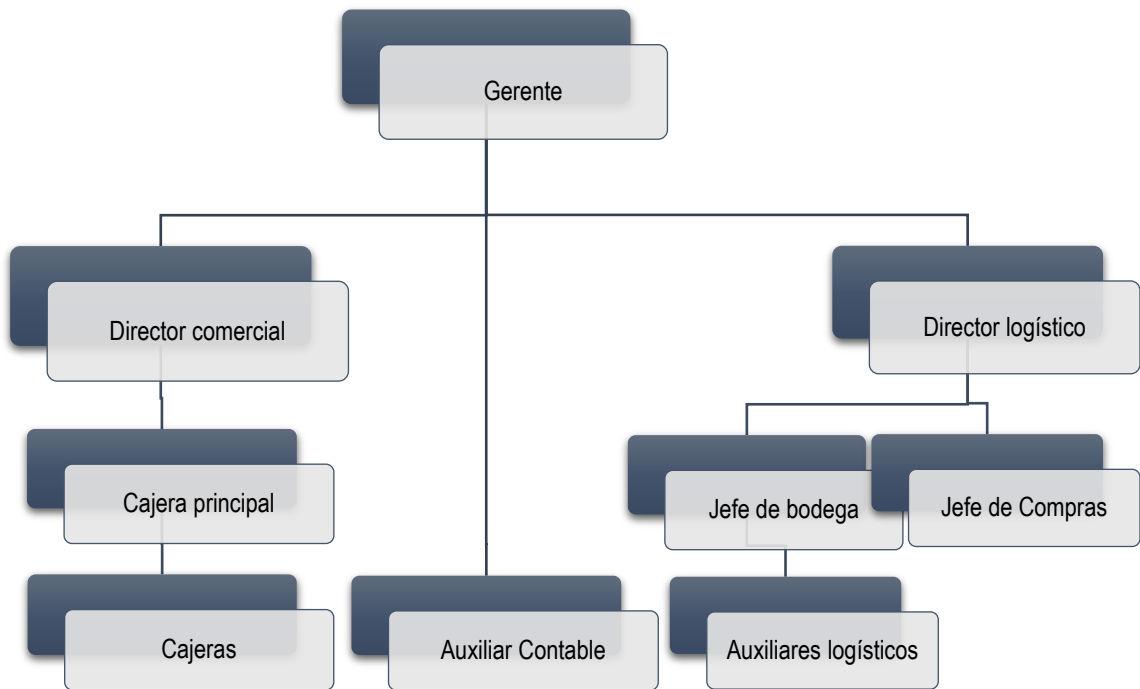 Gerente
Director comercial
Director logístico
Cajera principal
Jefe de bodega
Jefe de Compras
Cajeras
Auxiliar Contable
Auxiliares logísticos